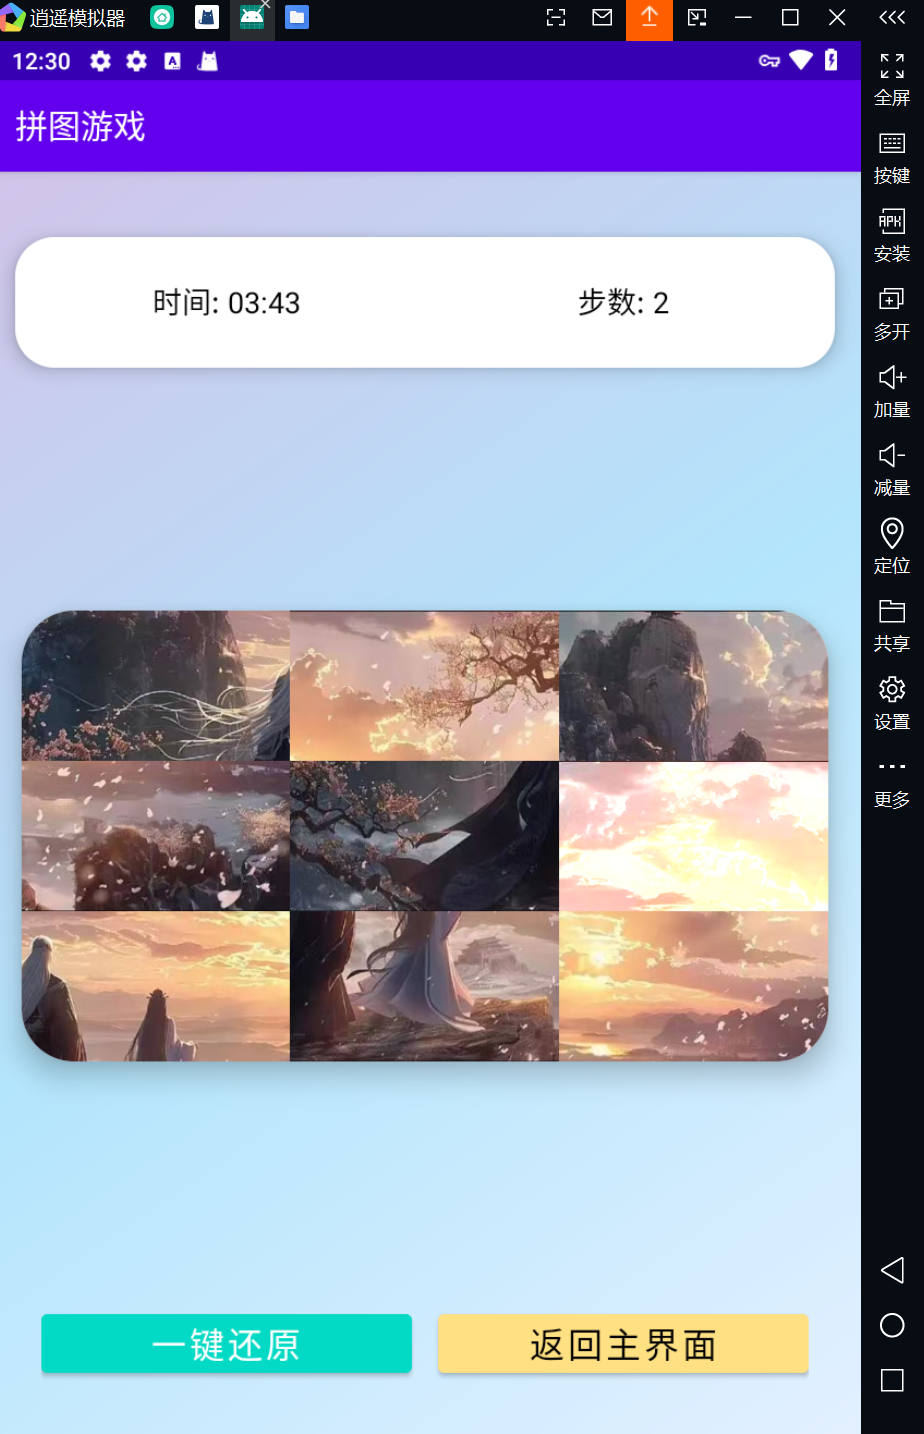 逍遥模拟器
12:30
拼图游戏
时间: 03:43
步数: 2
一键还原
返回主界面
全屏
按键
APK
安装
多开
加量
减量
定位
共享
设置
更多